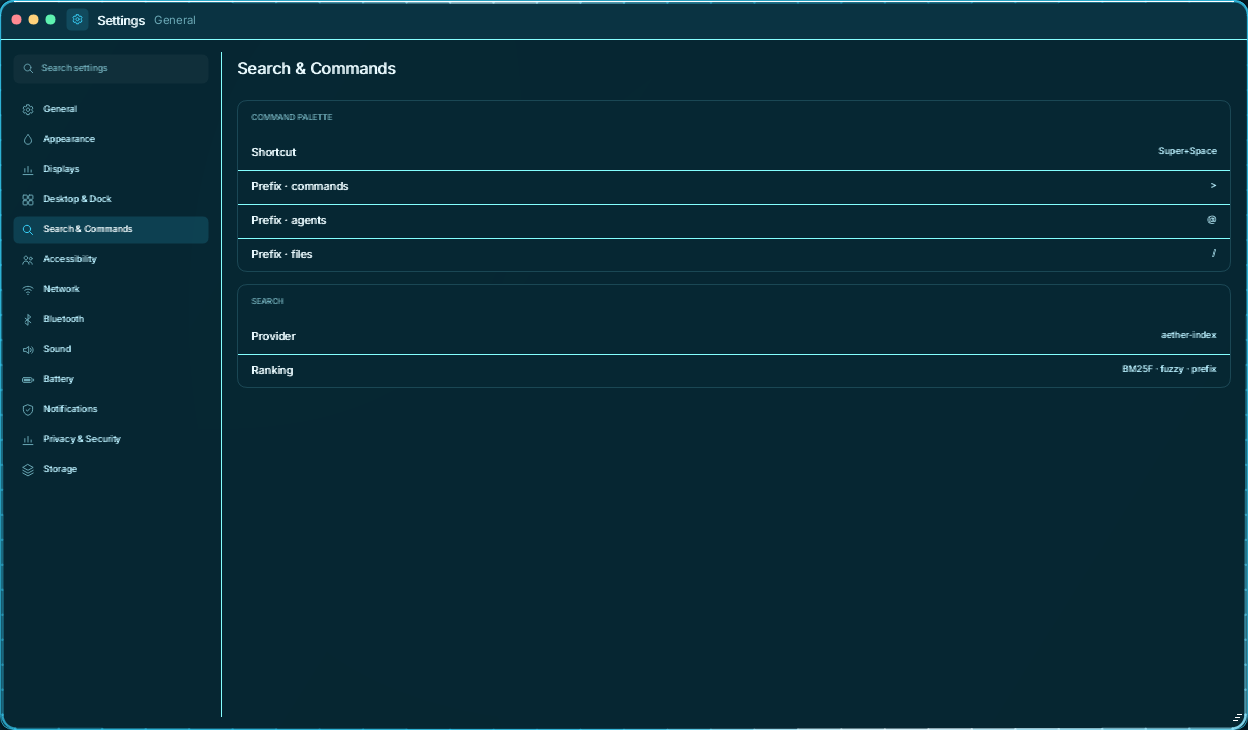 Settings General
Search settings
General
Appearance
Displays
Desktop & Dock
Search & Commands
Accessibility
Network
Bluetooth
Sound
Battery
Notifications
Privacy & Security
Storage
Search & Commands
COMMAND PALETTE
Shortcut Super+Space
Prefix · commands >
Prefix · agents @
Prefix · files /
SEARCH
Provider aether-index
Ranking BM25F · fuzzy · prefix